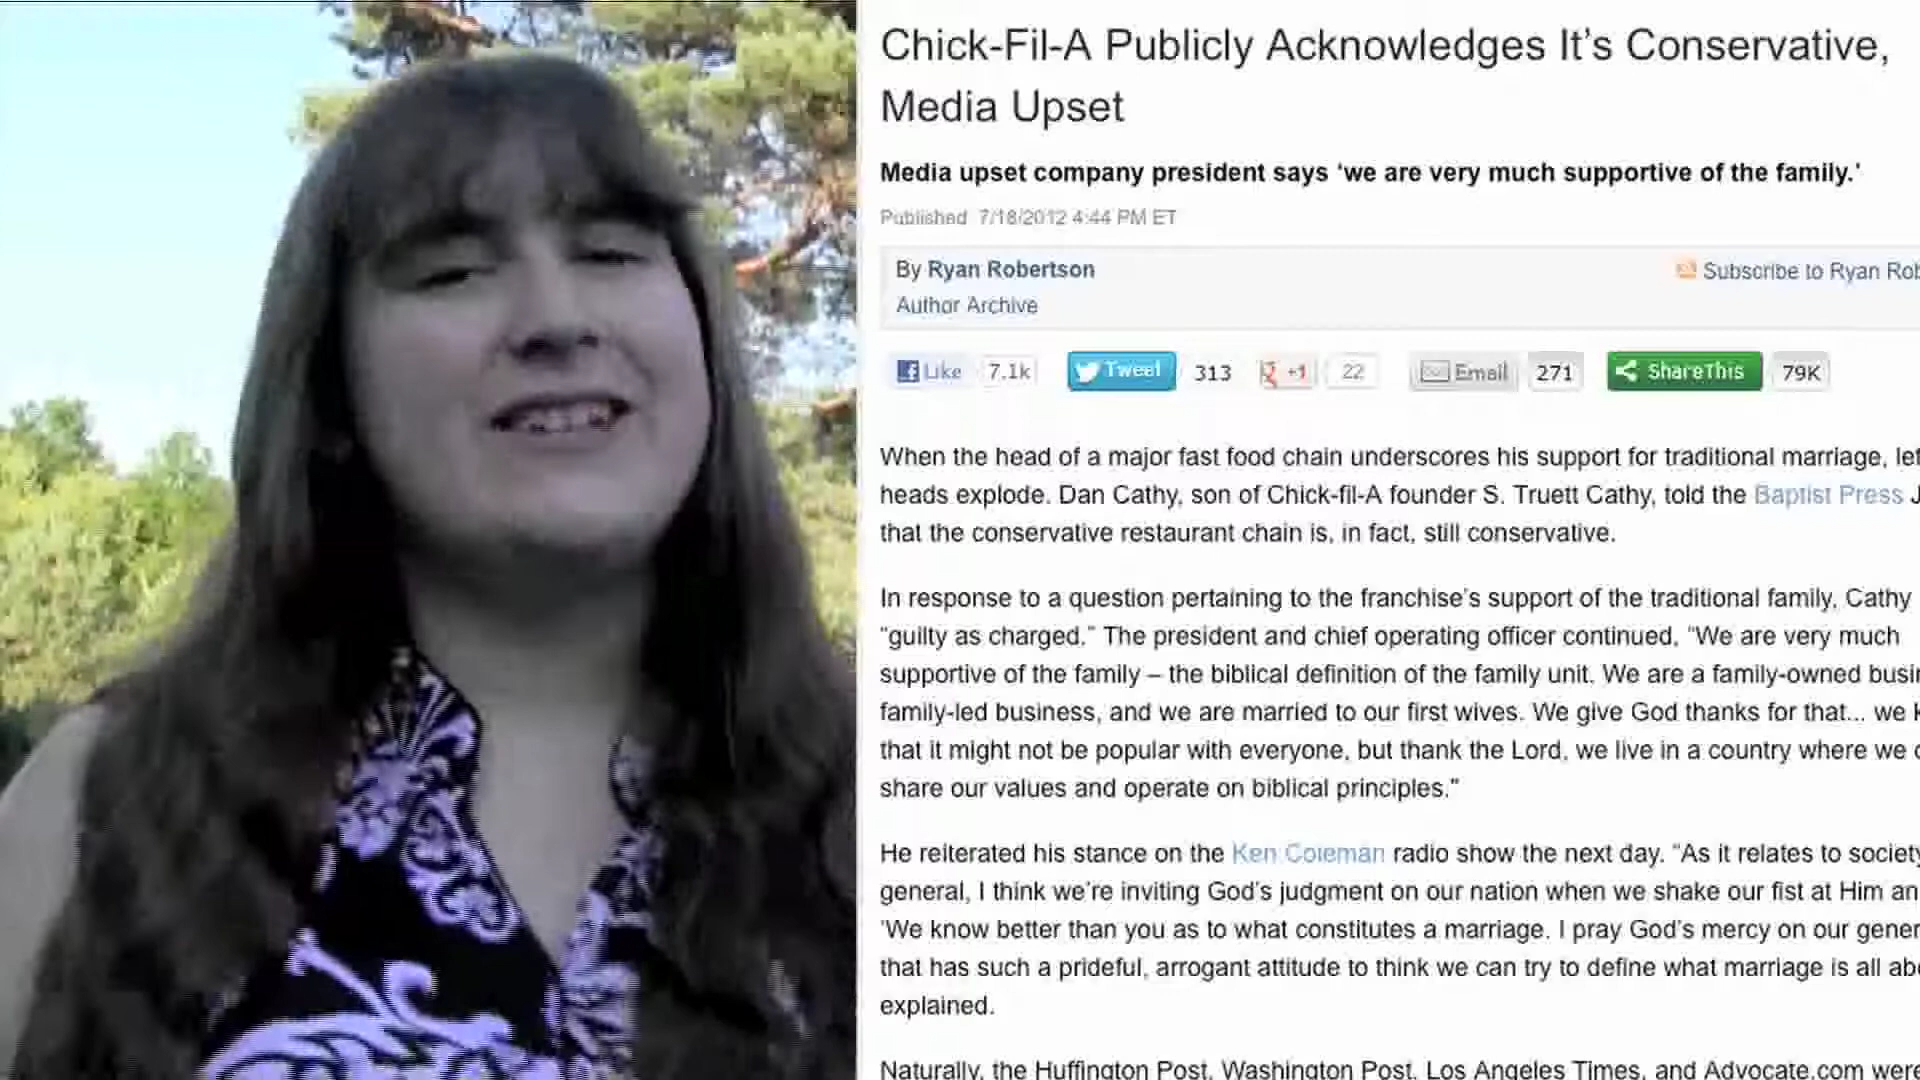 Chick-Fil-A Publicly Acknowledges It's Conservative,
Media Upset
Media upset company president says 'we are very much supportive of the family.'
Published 7/18/2012 4:44 PM ET
By Ryan Robertson
Subscribe to Ryan Rob
Author Archive
Like 7.1k Tweet 313 +1 22 Email 271 ShareThis 79K
When the head of a major fast food chain underscores his support for traditional marriage,
heads explode. Dan Cathy, son of Chick-fil-A founder S. Truett Cathy, told the Baptist Press J
that the conservative restaurant chain is, in fact, still conservative.
In response to a question pertaining to the franchise's support of the traditional family, Cathy
"guilty as charged." The president and chief operating officer continued, "We are very much
supportive of the family – the biblical definition of the family unit. We are a family-owned busi
family-led business, and we are married to our first wives. We give God thanks for that... we
that it might not be popular with everyone, but thank the Lord, we live in a country where we
share our values and operate on biblical principles."
He reiterated his stance on the Ken Coleman radio show the next day. "As it relates to society
general, I think we're inviting God's judgment on our nation when we shake our fist at Him an
'We know better than you as to what constitutes a marriage. I pray God's mercy on our gener
that has such a prideful, arrogant attitude to think we can try to define what marriage is all ab
explained.
Naturally, the Huffington Post, Washington Post, Los Angeles Times, and Advocate.com were